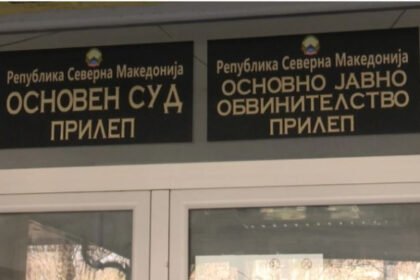 Република Северна Македонија
ОСНОВЕН СУД
ПРИЛЕП
Република Северна Македонија
ОСНОВНО ЈАВНО
ОБВИНИТЕЛСТВО
ПРИЛЕП